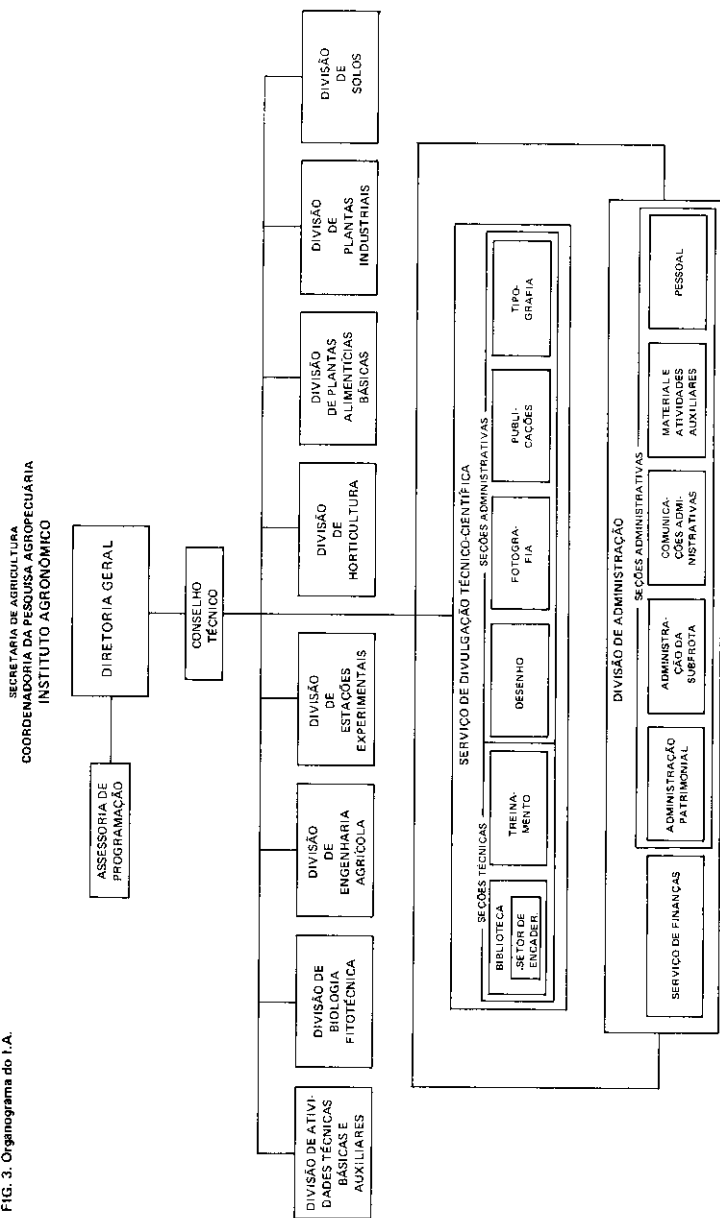 FIG. 3. Organograma do I.A.
SECRETARIA DE AGRICULTURA
COORDENADORIA DA PESQUISA AGROPECUÁRIA
INSTITUTO AGRONÔMICO
DIRETORIA GERAL
ASSESSORIA DE
PROGRAMAÇÃO
CONSELHO
TÉCNICO
DIVISÃO DE ATIVI-
DADES TÉCNICAS
BÁSICAS E
AUXILIARES
DIVISÃO DE
BIOLOGIA
FITOTÉCNICA
DIVISÃO
DE
ENGENHARIA
AGRÍCOLA
DIVISÃO
DE
ESTAÇÕES
EXPERIMENTAIS
DIVISÃO
DE
HORTICULTURA
DIVISÃO
DE PLANTAS
ALIMENTÍCIAS
BÁSICAS
DIVISÃO
DE
PLANTAS
INDUSTRIAIS
DIVISÃO
DE
SOLOS
SERVIÇO DE DIVULGAÇÃO TÉCNICO-CIENTÍFICA
SEÇÕES TÉCNICAS
BIBLIOTECA
.SETOR DE
ENCADER.
TREINA-
MENTO
SEÇÕES ADMINISTRATIVAS
DESENHO
FOTOGRA-
FIA
PUBLI-
CAÇÕES
TIPO-
GRAFIA
DIVISÃO DE ADMINISTRAÇÃO
SERVIÇO DE FINANÇAS
SEÇÕES ADMINISTRATIVAS
ADMINISTRAÇÃO
PATRIMONIAL
ADMINISTRA-
ÇÃO DA
SUBFROTA
COMUNICA-
ÇÕES ADMI-
NISTRATIVAS
MATERIAL E
ATIVIDADES
AUXILIARES
PESSOAL